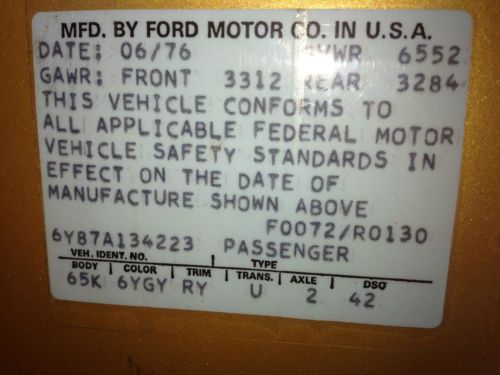 MFD. BY FORD MOTOR CO. IN U.S.A.
DATE: 06/76 GVWR 6552
GAWR: FRONT 3312 REAR 3284
THIS VEHICLE CONFORMS TO
ALL APPLICABLE FEDERAL MOTOR
VEHICLE SAFETY STANDARDS IN
EFFECT ON THE DATE OF
MANUFACTURE SHOWN ABOVE
F0072/R0130
6Y87A134223 PASSENGER
VEH. IDENT. NO. TYPE
BODY COLOR TRIM TRANS. AXLE DSO
65K 6YGY RY U 2 42